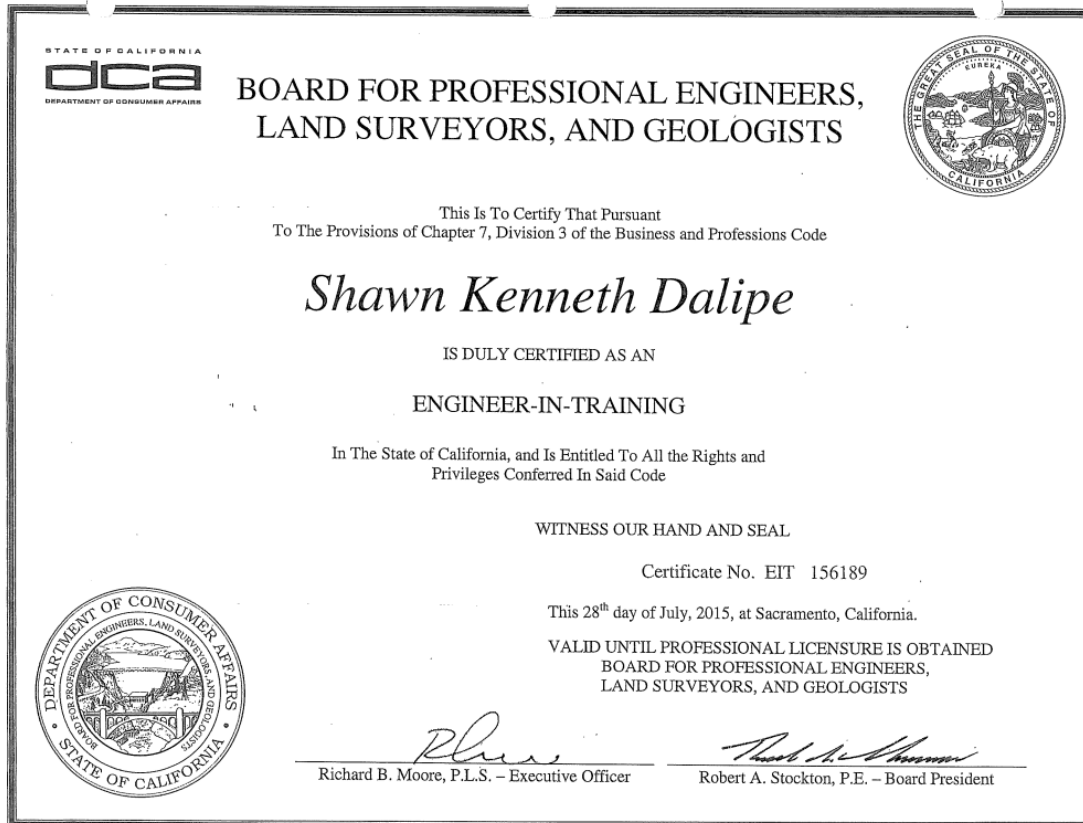 STATE OF CALIFORNIA
dca
DEPARTMENT OF CONSUMER AFFAIRS
BOARD FOR PROFESSIONAL ENGINEERS,
LAND SURVEYORS, AND GEOLOGISTS
THE GREAT SEAL OF THE STATE OF CALIFORNIA
EUREKA
This Is To Certify That Pursuant
To The Provisions of Chapter 7, Division 3 of the Business and Professions Code
Shawn Kenneth Dalipe
IS DULY CERTIFIED AS AN
ENGINEER-IN-TRAINING
In The State of California, and Is Entitled To All the Rights and
Privileges Conferred In Said Code
WITNESS OUR HAND AND SEAL
Certificate No. EIT 156189
This 28th day of July, 2015, at Sacramento, California.
VALID UNTIL PROFESSIONAL LICENSURE IS OBTAINED
BOARD FOR PROFESSIONAL ENGINEERS,
LAND SURVEYORS, AND GEOLOGISTS
DEPARTMENT OF CONSUMER AFFAIRS
STATE OF CALIFORNIA
BOARD FOR PROFESSIONAL ENGINEERS, LAND SURVEYORS, AND GEOLOGISTS
Richard B. Moore, P.L.S. – Executive Officer
Robert A. Stockton, P.E. – Board President